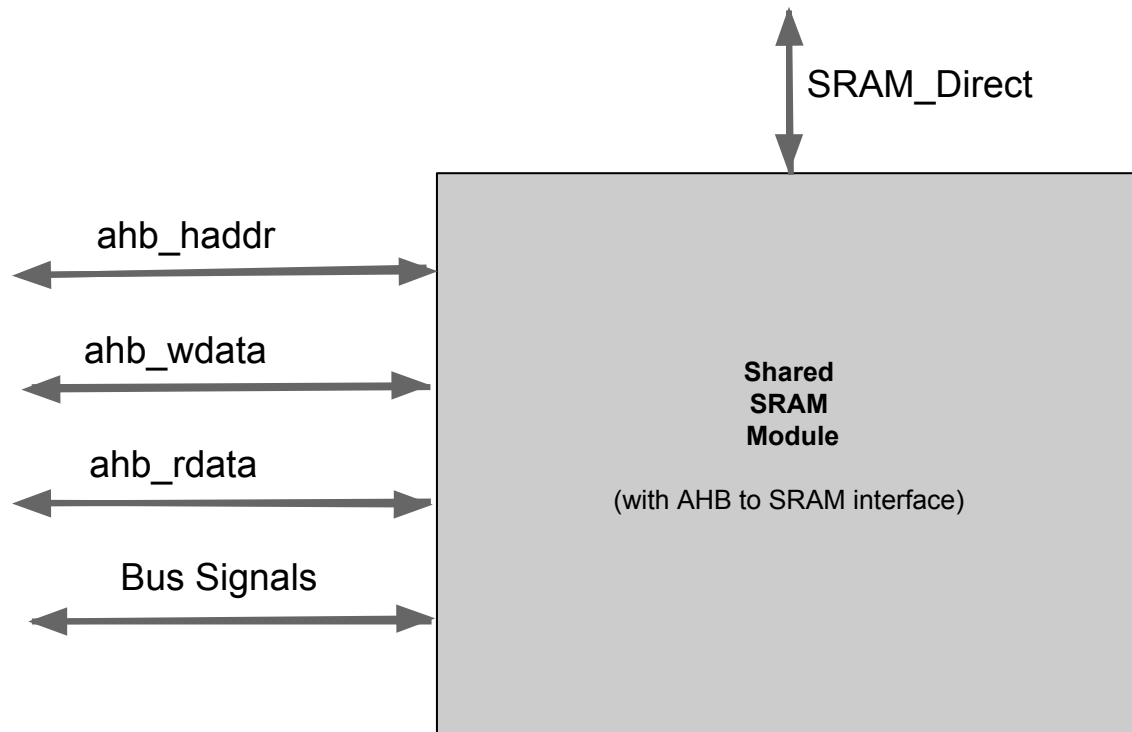 SRAM_Direct
ahb_haddr
ahb_wdata
ahb_rdata
Bus Signals
Shared
SRAM
Module
(with AHB to SRAM interface)